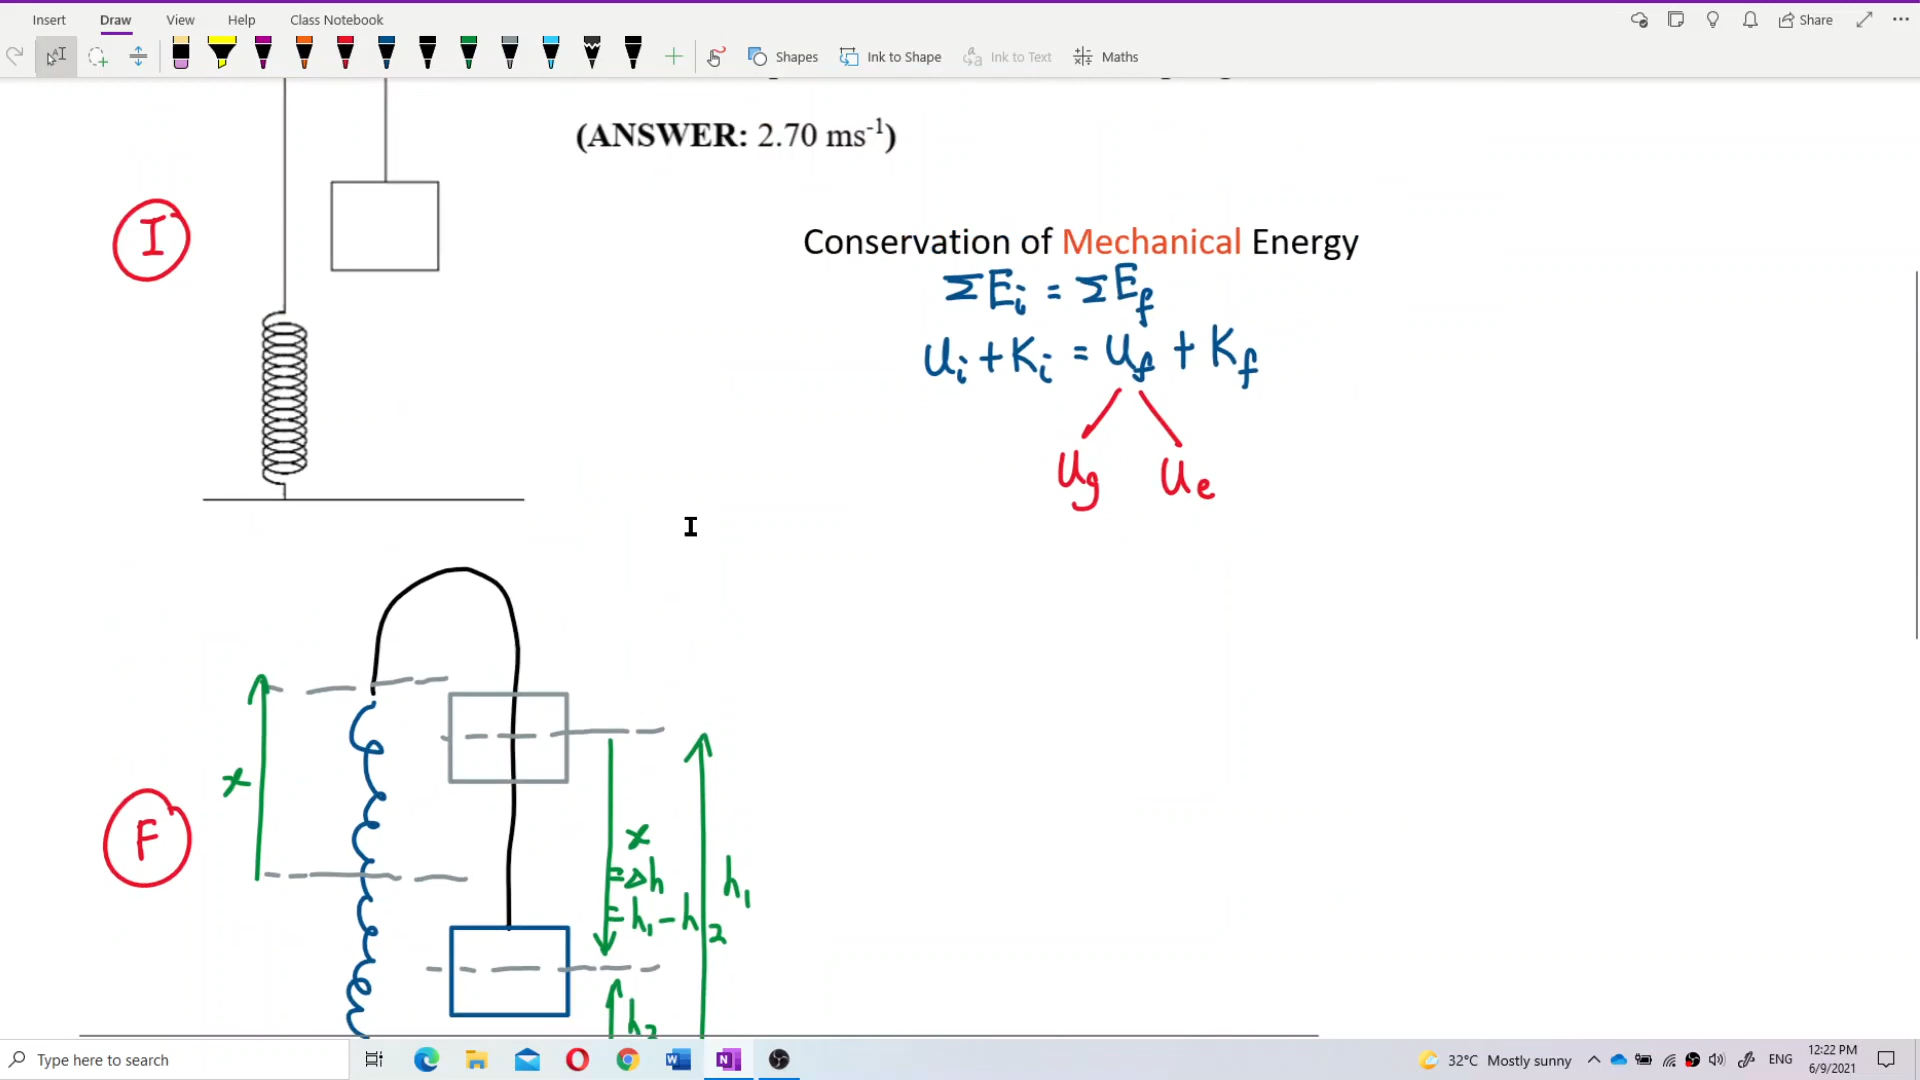 Insert Draw View Help Class Notebook Share
Shapes Ink to Shape Ink to Text Maths
(ANSWER: 2.70 ms⁻¹)
I
Conservation of Mechanical Energy
ΣEᵢ = ΣE_f
Uᵢ + Kᵢ = U_f + K_f
U_g U_e
x
F
x
= Δh
= h₁ - h₂
h₁
h₂
Type here to search
32°C Mostly sunny ENG 12:22 PM
6/9/2021